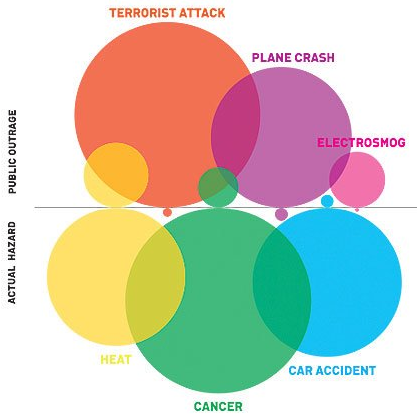 TERRORIST ATTACK
PLANE CRASH
ELECTROSMOG
PUBLIC OUTRAGE
ACTUAL HAZARD
HEAT
CAR ACCIDENT
CANCER